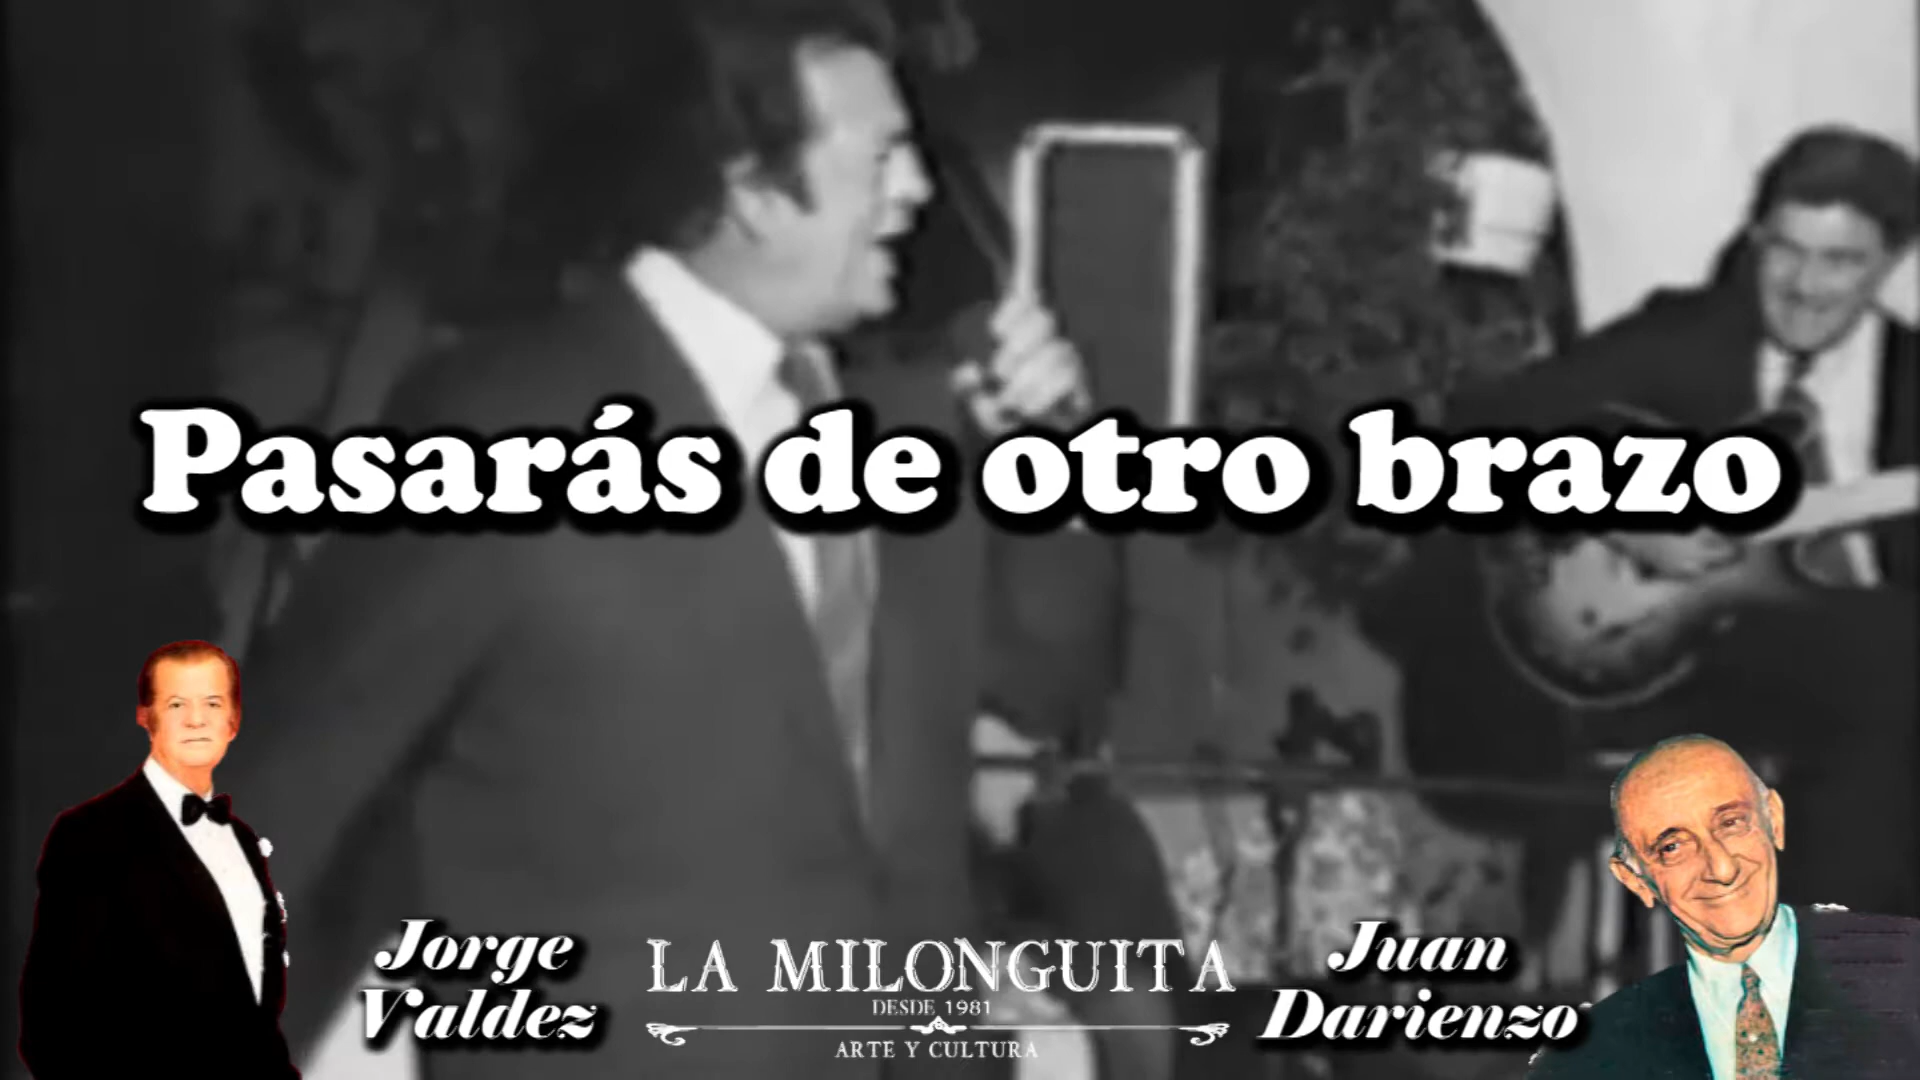 Pasarás de otro brazo
Jorge
Valdez
LA MILONGUITA
DESDE 1981
ARTE Y CULTURA
Juan
Darienzo